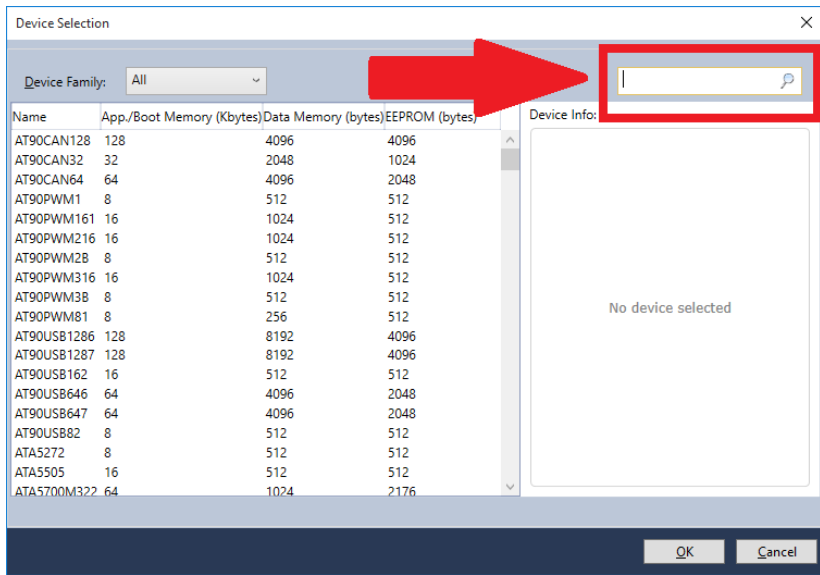 Device Selection
Device Family: All
Name App./Boot Memory (Kbytes) Data Memory (bytes) EEPROM (bytes)
Device Info:
AT90CAN128 128 4096 4096
AT90CAN32 32 2048 1024
AT90CAN64 64 4096 2048
AT90PWM1 8 512 512
AT90PWM161 16 1024 512
AT90PWM216 16 1024 512
AT90PWM2B 8 512 512
AT90PWM316 16 1024 512
AT90PWM3B 8 512 512
AT90PWM81 8 256 512
AT90USB1286 128 8192 4096
AT90USB1287 128 8192 4096
AT90USB162 16 512 512
AT90USB646 64 4096 2048
AT90USB647 64 4096 2048
AT90USB82 8 512 512
ATA5272 8 512 512
ATA5505 16 512 512
ATA5700M322 64 1024 2176
No device selected
OK Cancel